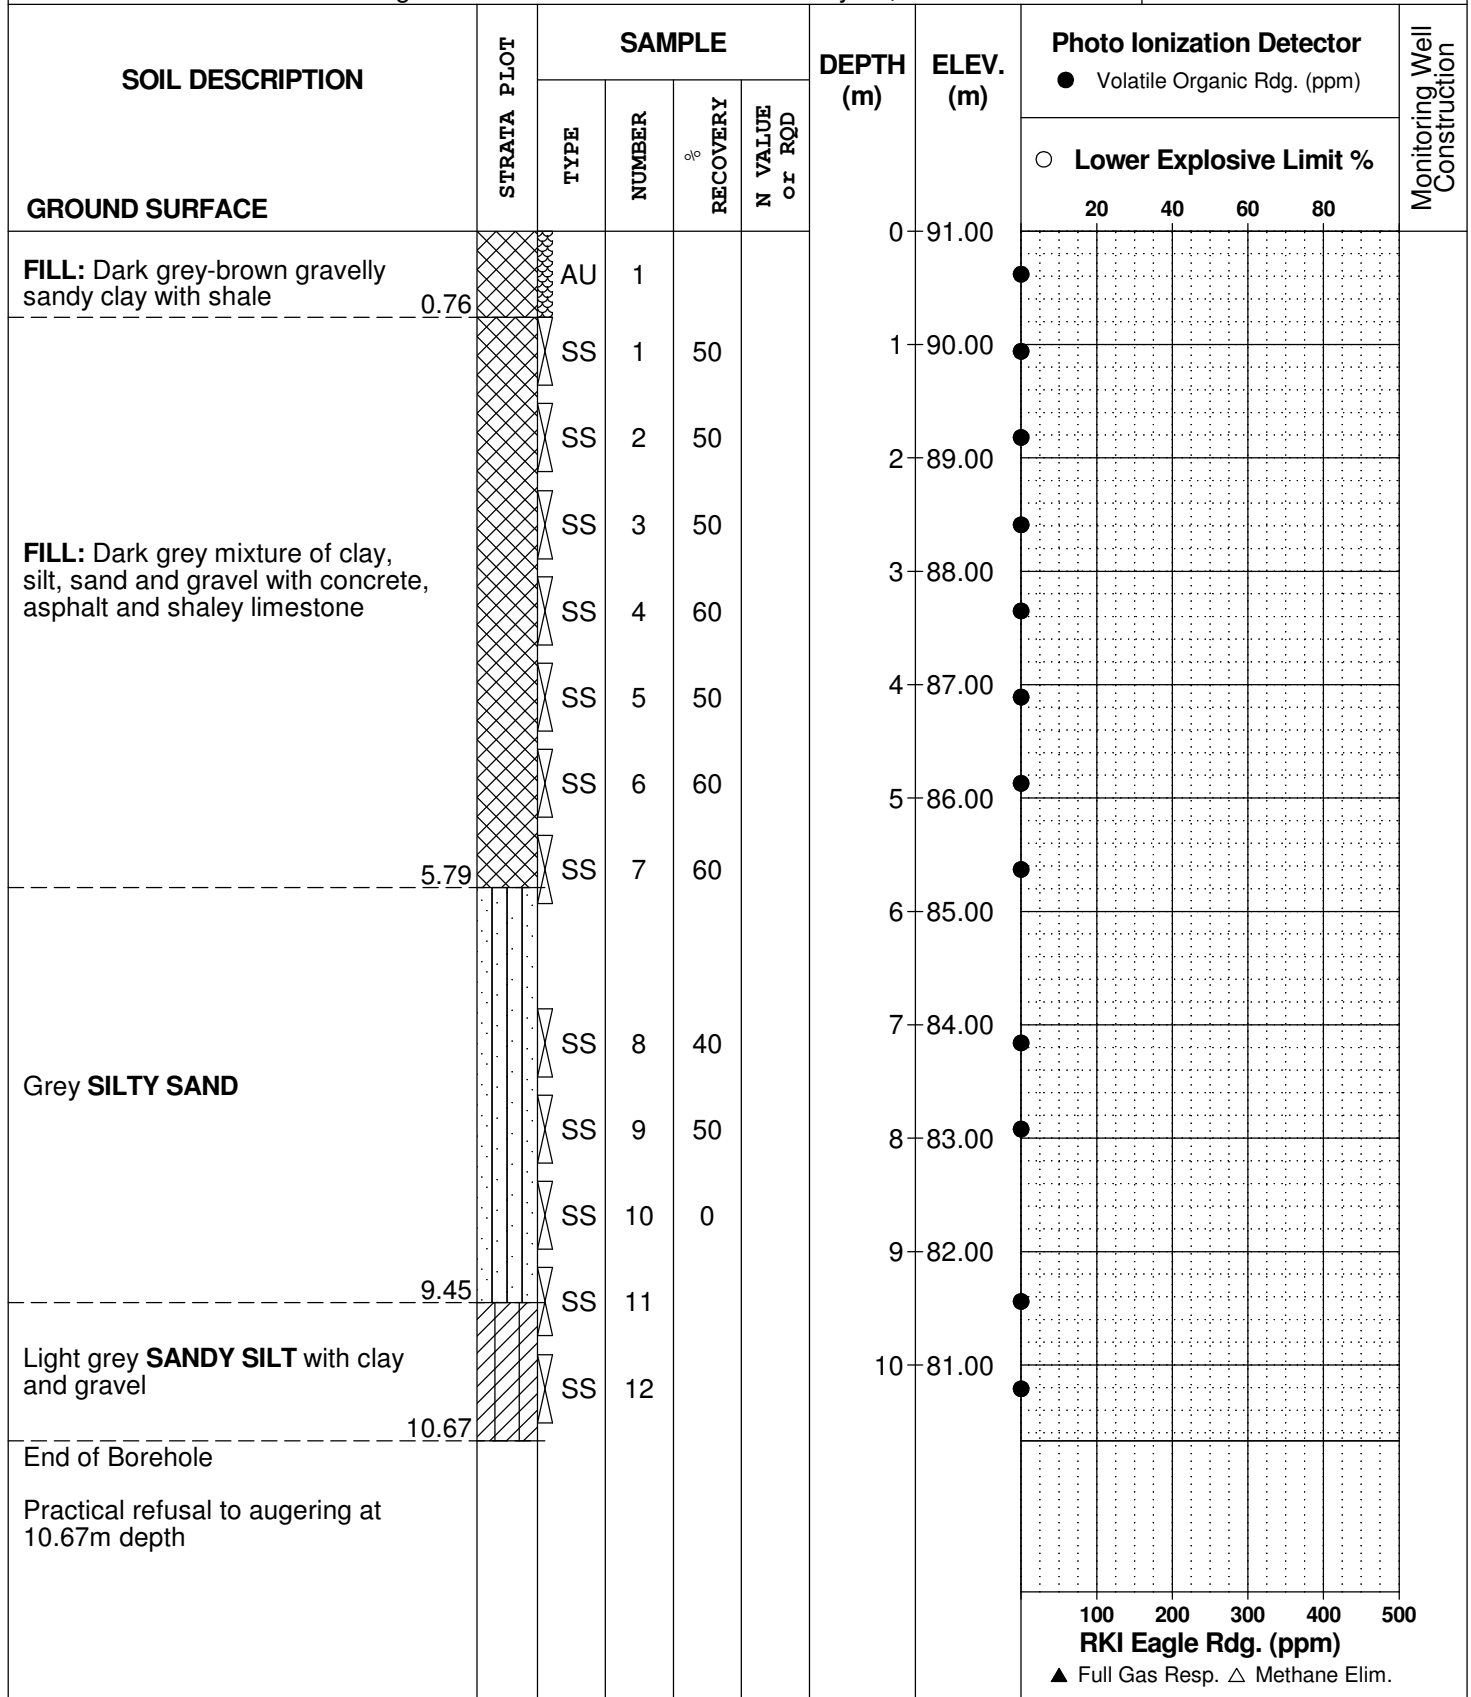 SOIL DESCRIPTION
GROUND SURFACE
STRATA PLOT
SAMPLE
TYPE
NUMBER
% RECOVERY
N VALUE
or RQD
DEPTH
(m)
ELEV.
(m)
Photo Ionization Detector
● Volatile Organic Rdg. (ppm)
○ Lower Explosive Limit %
20 40 60 80
Monitoring Well
Construction
0 91.00
FILL: Dark grey-brown gravelly
sandy clay with shale
0.76
AU 1
SS 1 50
1 90.00
SS 2 50
2 89.00
SS 3 50
FILL: Dark grey mixture of clay,
silt, sand and gravel with concrete,
asphalt and shaley limestone
3 88.00
SS 4 60
4 87.00
SS 5 50
SS 6 60
5 86.00
5.79
SS 7 60
6 85.00
7 84.00
SS 8 40
Grey SILTY SAND
SS 9 50
8 83.00
SS 10 0
9 82.00
9.45
SS 11
Light grey SANDY SILT with clay
and gravel
10 81.00
SS 12
10.67
End of Borehole
Practical refusal to augering at
10.67m depth
100 200 300 400 500
RKI Eagle Rdg. (ppm)
▲ Full Gas Resp. △ Methane Elim.